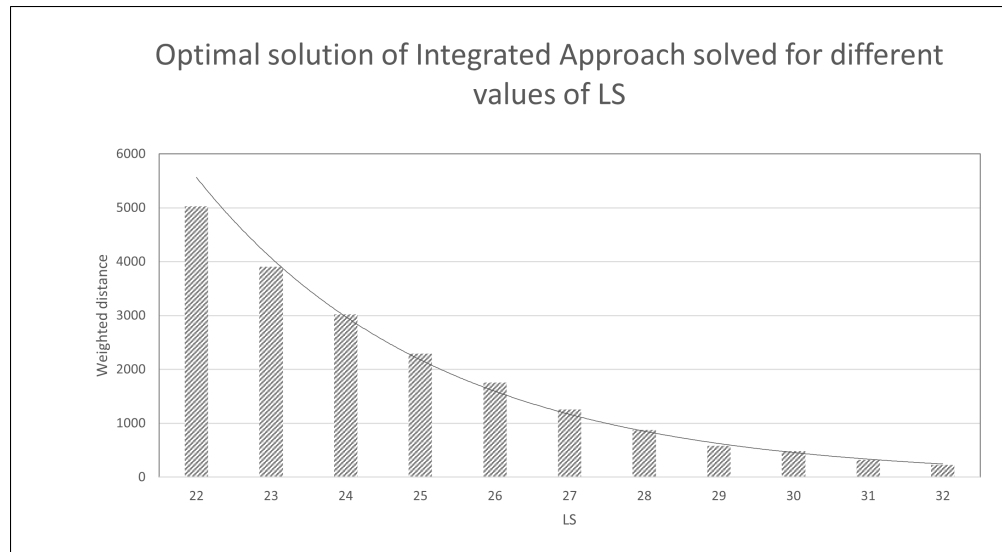 Optimal solution of Integrated Approach solved for different
values of LS
6000
5000
4000
3000
2000
1000
0
Weighted distance
22 23 24 25 26 27 28 29 30 31 32
LS